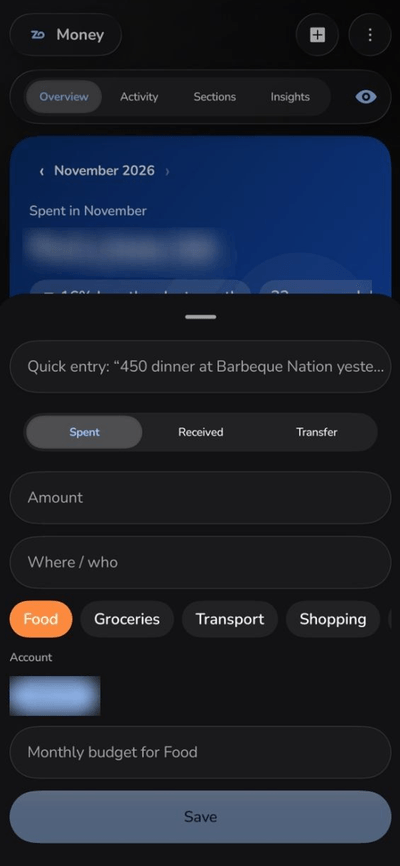 ZO Money
Overview Activity Sections Insights
‹ November 2026 ›
Spent in November
Quick entry: “450 dinner at Barbeque Nation yeste...
Spent Received Transfer
Amount
Where / who
Food Groceries Transport Shopping
Account
Monthly budget for Food
Save